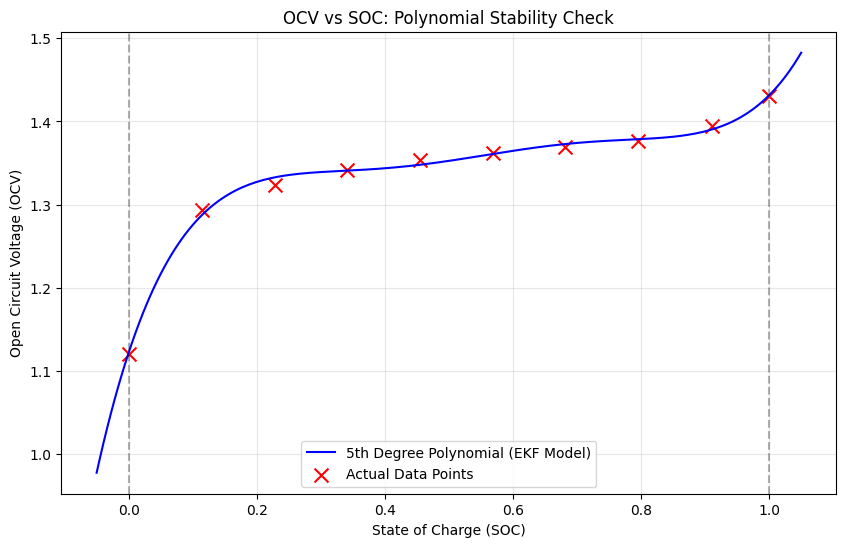 OCV vs SOC: Polynomial Stability Check
Open Circuit Voltage (OCV)
1.5
1.4
1.3
1.2
1.1
1.0
5th Degree Polynomial (EKF Model)
Actual Data Points
0.0 0.2 0.4 0.6 0.8 1.0
State of Charge (SOC)